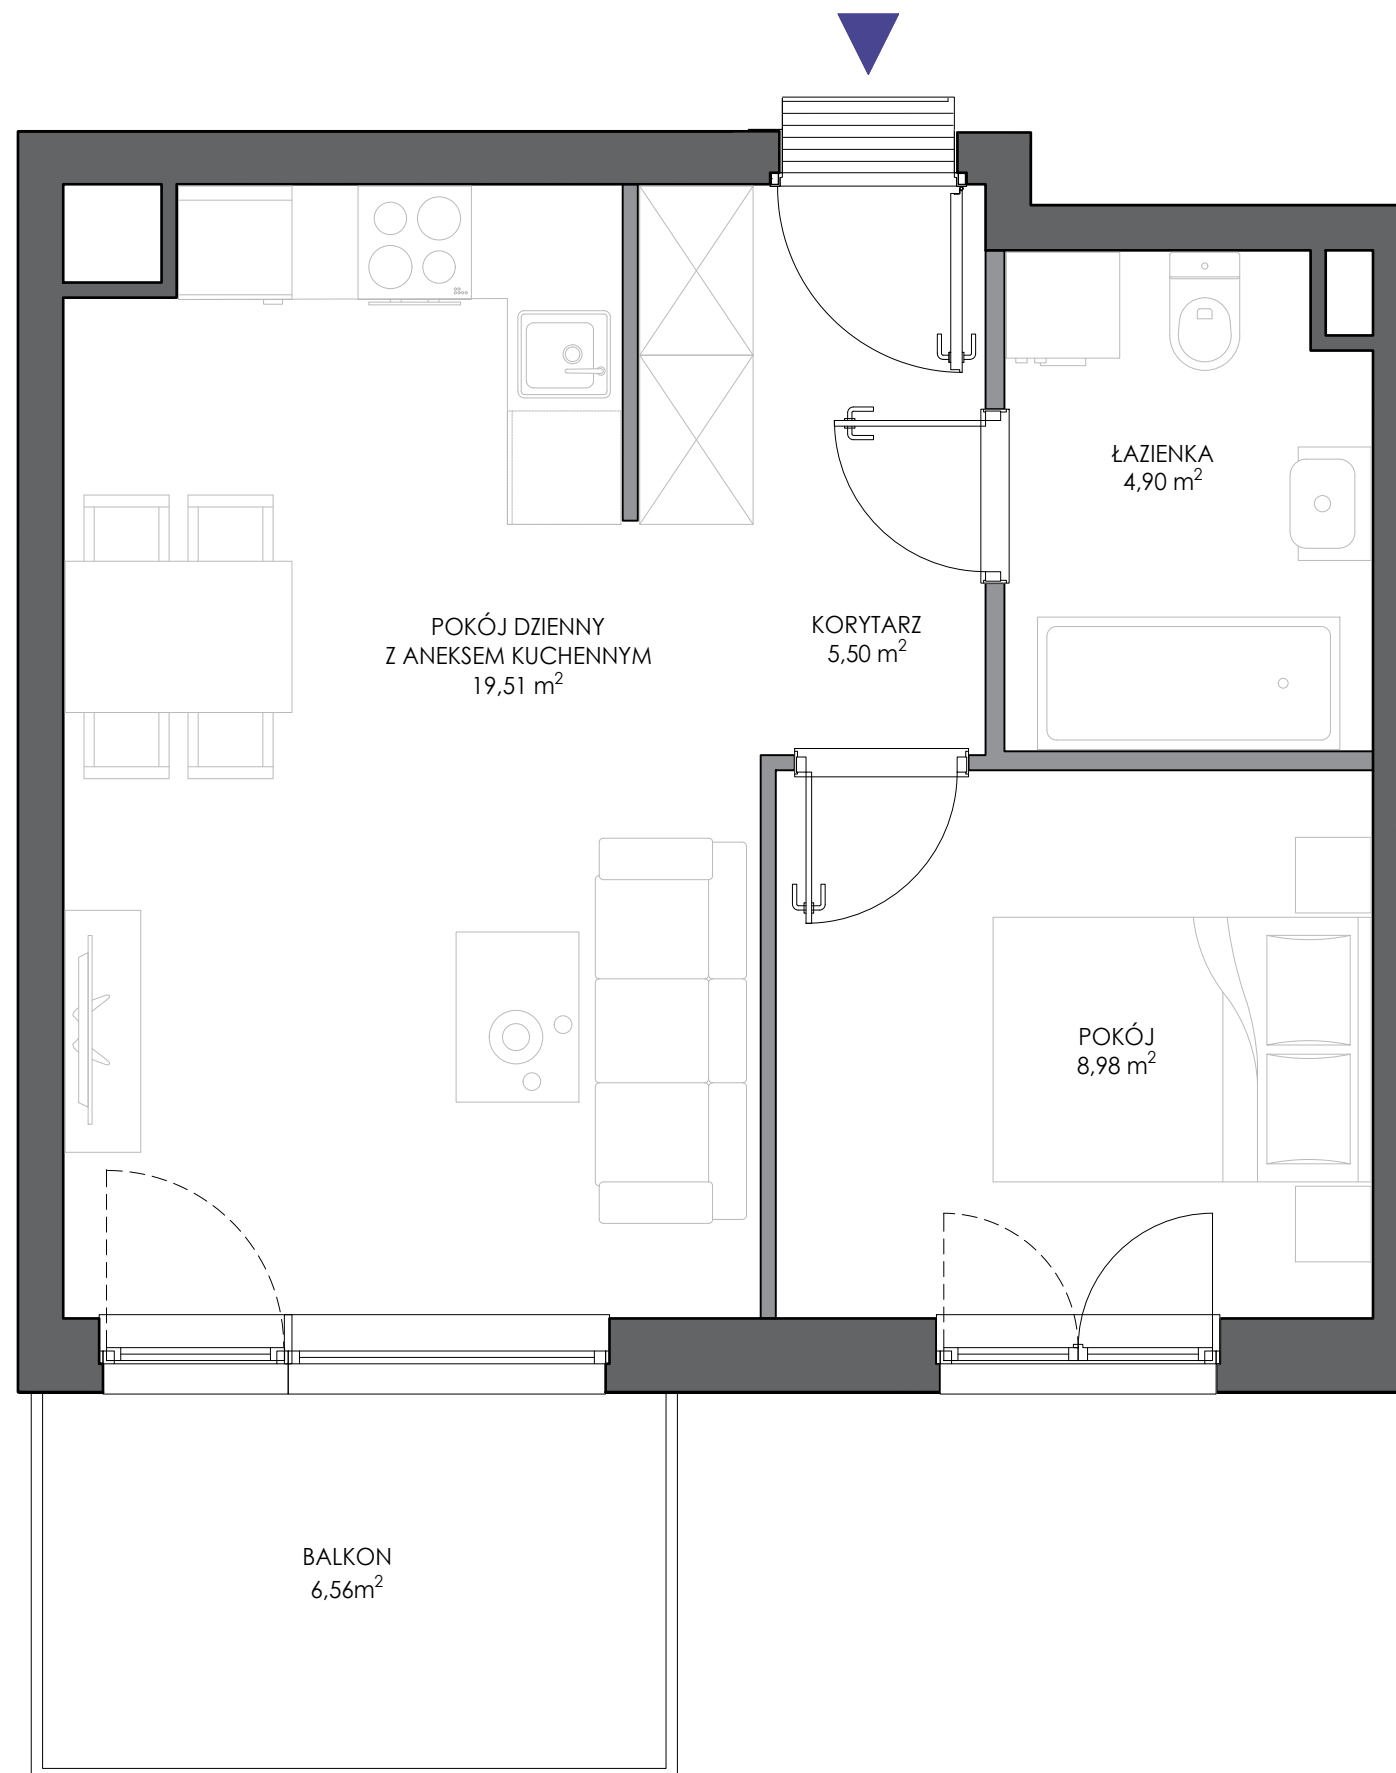 ŁAZIENKA
4,90 m²
POKÓJ DZIENNY
Z ANEKSEM KUCHENNYM
19,51 m²
KORYTARZ
5,50 m²
POKÓJ
8,98 m²
BALKON
6,56m²